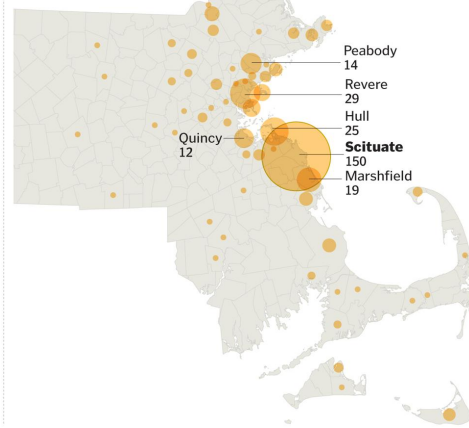 Peabody
14
Revere
29
Hull
25
Quincy
12
Scituate
150
Marshfield
19